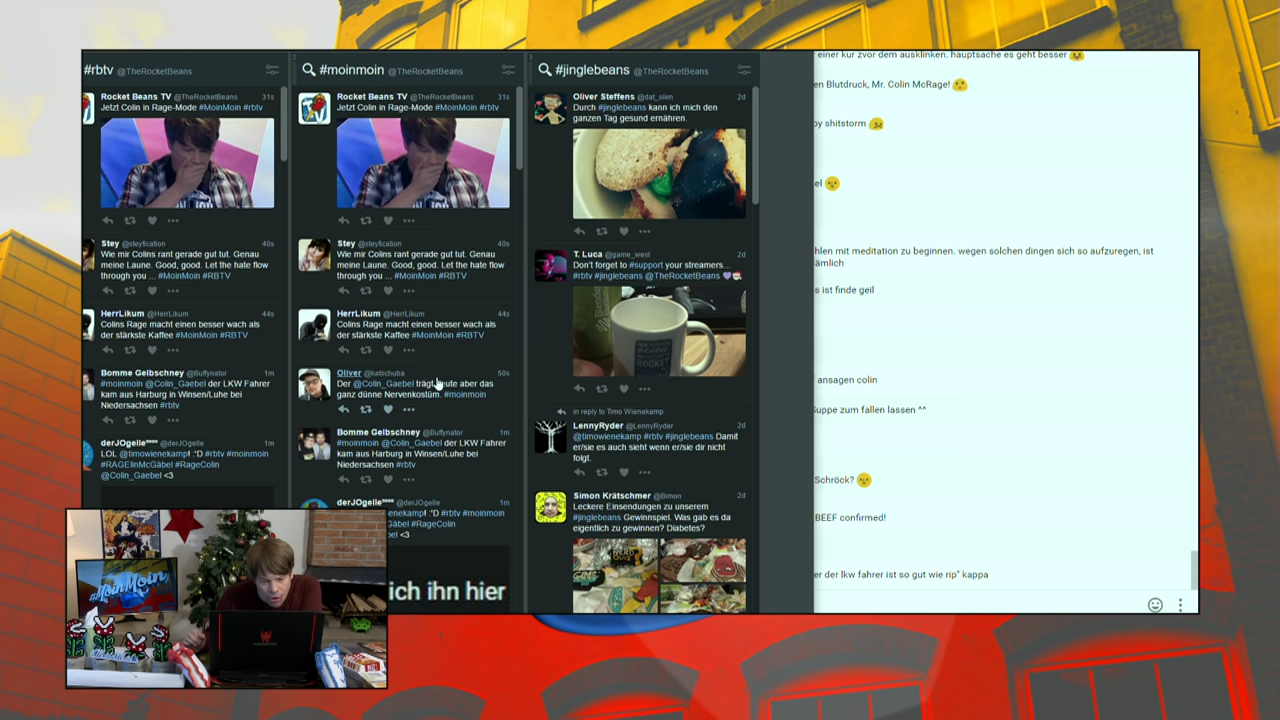 #rbtv @TheRocketBeans
Rocket Beans TV @TheRocketBeans 31s
Jetzt Colin in Rage-Mode #MoinMoin #rbtv
Stey @steyfication 40s
Wie mir Colins rant gerade gut tut. Genau
meine Laune. Good, good. Let the hate flow
through you ... #MoinMoin #RBTV
HerrLikum @HerrLikum 44s
Colins Rage macht einen besser wach als
der stärkste Kaffee #MoinMoin #RBTV
Bomme Gelbschney @Buffynator 1m
#moinmoin @Colin_Gaebel der LKW Fahrer
kam aus Harburg in Winsen/Luhe bei
Niedersachsen #rbtv
derJOgelle @derJOgelle 1m
LOL @timowienekamp! :'D #rbtv #moinmoin
#RAGElinMcGäbel #RageColin
@Colin_Gaebel <3
#moinmoin @TheRocketBeans
Rocket Beans TV @TheRocketBeans 31s
Jetzt Colin in Rage-Mode #MoinMoin #rbtv
Stey @steyfication 40s
Wie mir Colins rant gerade gut tut. Genau
meine Laune. Good, good. Let the hate flow
through you ... #MoinMoin #RBTV
HerrLikum @HerrLikum 44s
Colins Rage macht einen besser wach als
der stärkste Kaffee #MoinMoin #RBTV
Oliver @katschuba 50s
Der @Colin_Gaebel trägt heute aber das
ganz dünne Nervenkostüm. #moinmoin
Bomme Gelbschney @Buffynator 1m
#moinmoin @Colin_Gaebel der LKW Fahrer
kam aus Harburg in Winsen/Luhe bei
Niedersachsen #rbtv
derJOgelle @derJOgelle 1m
wienekamp! :'D #rbtv #moinmoin
Gäbel #RageColin
bel <3
ich ihn hier
#jinglebeans @TheRocketBeans
Oliver Steffens @dat_olen 2d
Durch #jinglebeans kann ich mich den
ganzen Tag gesund ernähren.
T. Luca @game_west 2d
Don't forget to #support your streamers...
#rbtv #jinglebeans @TheRocketBeans 💜🎅
in reply to Timo Wienekamp
LennyRyder @LennyRyder 2d
@timowienekamp #rbtv #jinglebeans Damit
er/sie es auch sieht wenn er/sie dir nicht
folgt.
Simon Krätschmer @Bimon 2d
Leckere Einsendungen zu unserem
#jinglebeans Gewinnspiel. Was gab es da
eigentlich zu gewinnen? Diabetes?
einer kur zvor dem ausklinken. hauptsache es geht besser
en Blutdruck, Mr. Colin McRage!
by shitstorm
el
hlen mit meditation zu beginnen. wegen solchen dingen sich so aufzuregen, ist
ämlich
s ist finde geil
ansagen colin
Suppe zum fallen lassen ^^
Schröck?
BEEF confirmed!
er der lkw fahrer ist so gut wie rip" kappa
#MoinMoin